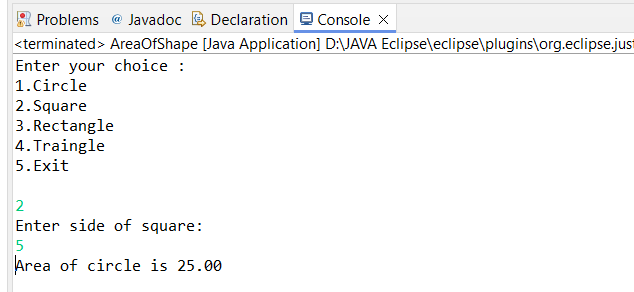 Problems @ Javadoc Declaration Console
<terminated> AreaOfShape [Java Application] D:\JAVA Eclipse\eclipse\plugins\org.eclipse.just
Enter your choice :
1.Circle
2.Square
3.Rectangle
4.Traingle
5.Exit
2
Enter side of square:
5
Area of circle is 25.00